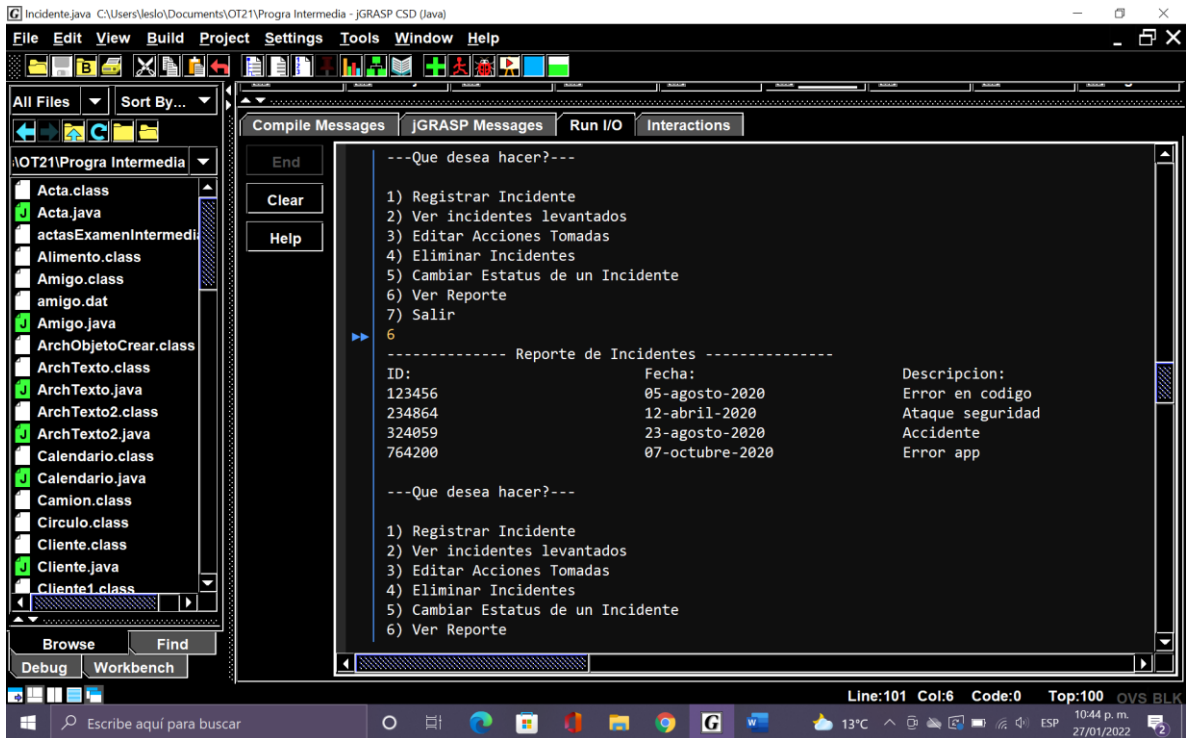 Incidente.java C:\Users\leslo\Documents\OT21\Progra Intermedia - jGRASP CSD (Java)
File Edit View Build Project Settings Tools Window Help
All Files Sort By...
\OT21\Progra Intermedia
Acta.class
Acta.java
actasExamenIntermedi
Alimento.class
Amigo.class
amigo.dat
Amigo.java
ArchObjetoCrear.class
ArchTexto.class
ArchTexto.java
ArchTexto2.class
ArchTexto2.java
Calendario.class
Calendario.java
Camion.class
Circulo.class
Cliente.class
Cliente.java
Cliente1.class
Browse Find
Debug Workbench
Compile Messages jGRASP Messages Run I/O Interactions
End
Clear
Help
---Que desea hacer?---
1) Registrar Incidente
2) Ver incidentes levantados
3) Editar Acciones Tomadas
4) Eliminar Incidentes
5) Cambiar Estatus de un Incidente
6) Ver Reporte
7) Salir
6
-------------- Reporte de Incidentes ---------------
ID: Fecha: Descripcion:
123456 05-agosto-2020 Error en codigo
234864 12-abril-2020 Ataque seguridad
324059 23-agosto-2020 Accidente
764200 07-octubre-2020 Error app
---Que desea hacer?---
1) Registrar Incidente
2) Ver incidentes levantados
3) Editar Acciones Tomadas
4) Eliminar Incidentes
5) Cambiar Estatus de un Incidente
6) Ver Reporte
Line:101 Col:6 Code:0 Top:100 OVS BLK
Escribe aquí para buscar
13°C ESP
10:44 p. m.
27/01/2022
2